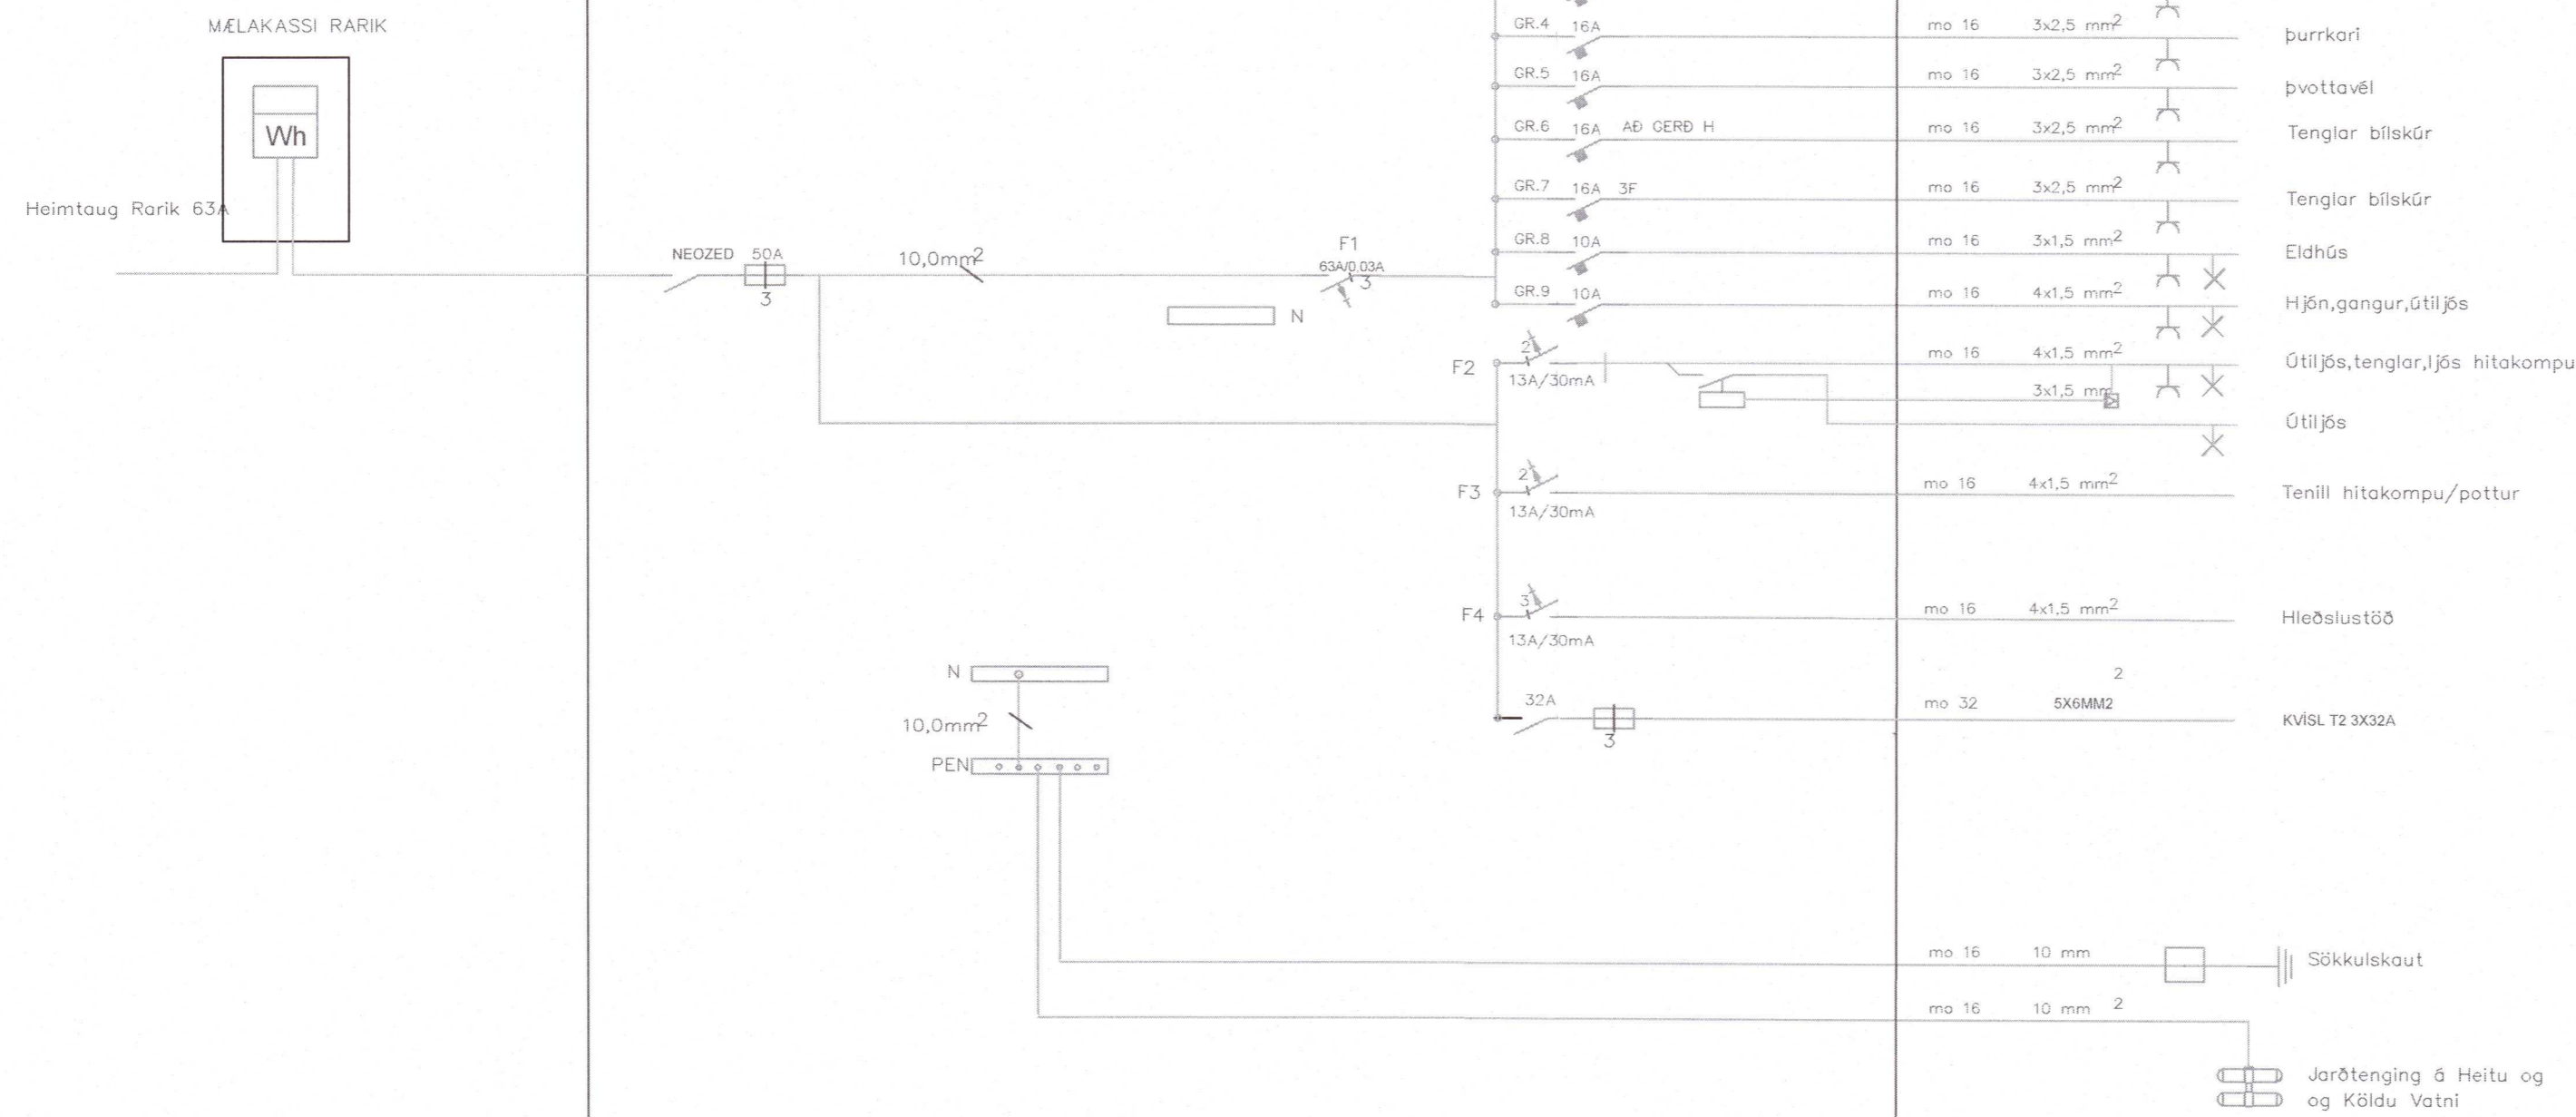 MÆLAKASSI RARIK
Wh
Heimtaug Rarik 63A
NEOZED 50A
3
10,0mm2
F1
63A/0,03A
3
N
GR.4 16A mo 16 3x2,5 mm2 þurrkari
GR.5 16A mo 16 3x2,5 mm2 þvottavél
GR.6 16A AÐ GERÐ H mo 16 3x2,5 mm2 Tenglar bílskúr
GR.7 16A 3F mo 16 3x2,5 mm2 Tenglar bílskúr
GR.8 10A mo 16 3x1,5 mm2 Eldhús
GR.9 10A mo 16 4x1,5 mm2 Hjón,gangur,útiljós
F2 2 13A/30mA mo 16 4x1,5 mm2 Útiljós,tenglar,ljós hitakompu
3x1,5 mm
Útiljós
F3 2 13A/30mA mo 16 4x1,5 mm2 Tenill hitakompu/pottur
F4 3 13A/30mA mo 16 4x1,5 mm2 Hleðslustöð
2
32A 3 mo 32 5X6MM2 KVÍSL T2 3X32A
N
10,0mm2
PEN
mo 16 10 mm Sökkulskaut
mo 16 10 mm 2
Jarðtenging á Heitu og
og Köldu Vatni